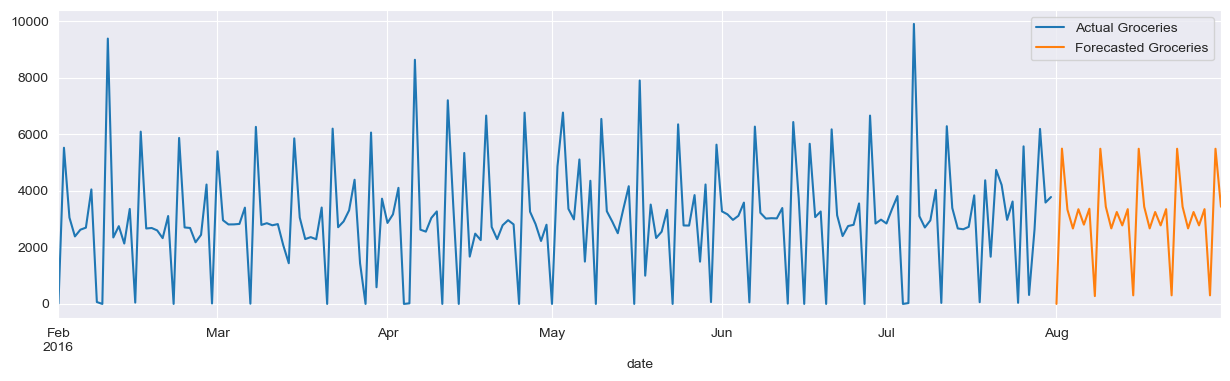 10000
8000
6000
4000
2000
0
Actual Groceries
Forecasted Groceries
Feb
2016
Mar
Apr
May
Jun
Jul
Aug
date